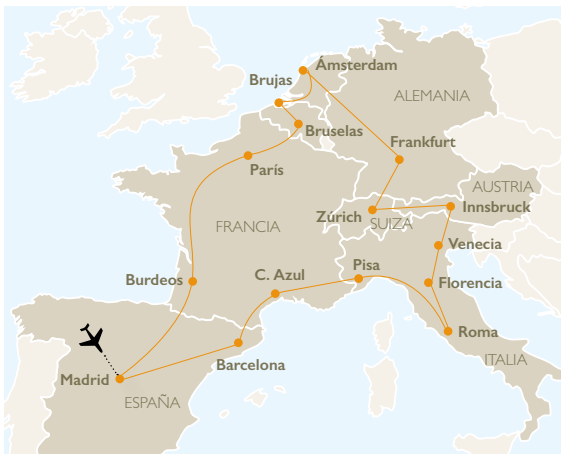 Ámsterdam
Brujas
ALEMANIA
Bruselas
Frankfurt
París
AUSTRIA
Innsbruck
Zúrich
SUIZA
FRANCIA
Venecia
Pisa
C. Azul
Burdeos
Florencia
Roma
Barcelona
ITALIA
Madrid
ESPAÑA